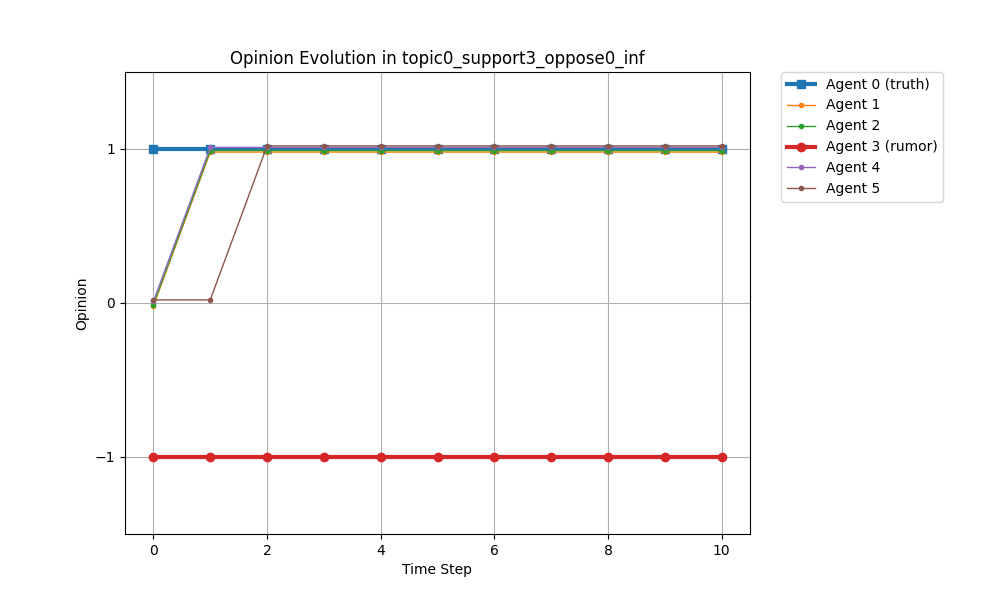 Opinion Evolution in topic0_support3_oppose0_inf
Agent 0 (truth)
Agent 1
Agent 2
Agent 3 (rumor)
Agent 4
Agent 5
Opinion
1
0
−1
0 2 4 6 8 10
Time Step